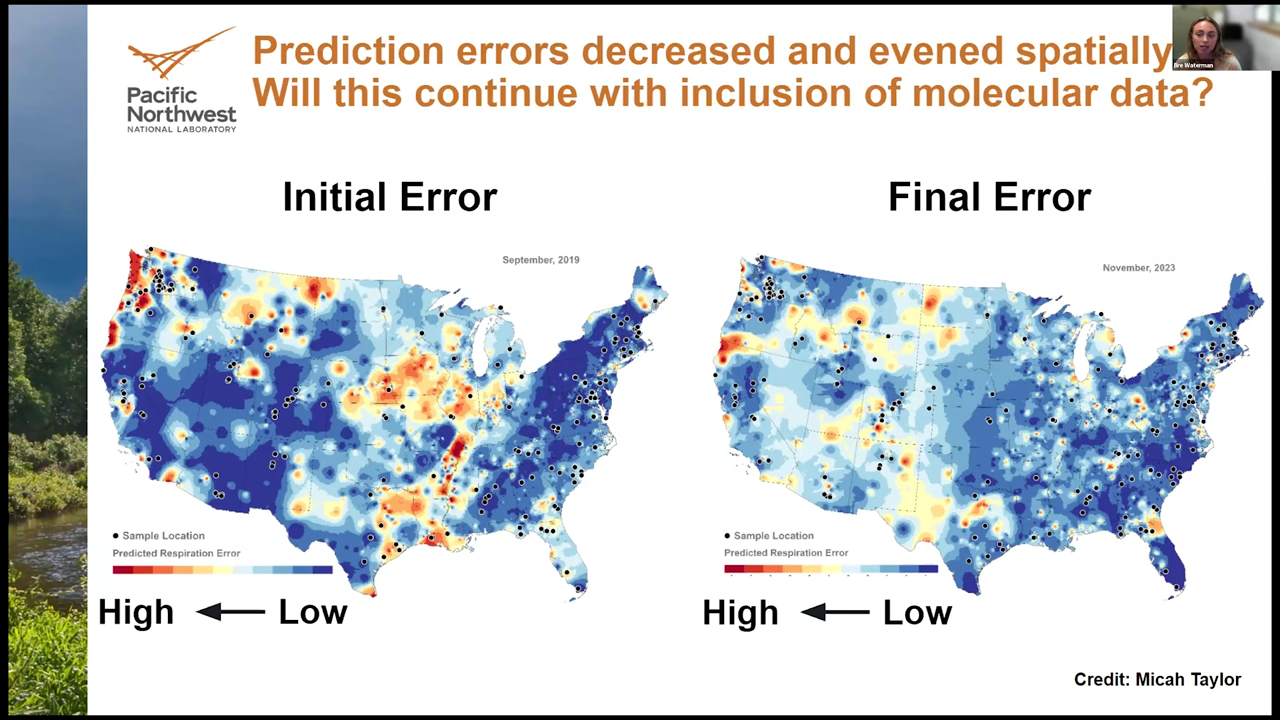 Prediction errors decreased and evened spatially
Will this continue with inclusion of molecular data?
Pacific
Northwest
NATIONAL LABORATORY
Bre Waterman
Initial Error
Final Error
September, 2019
November, 2023
Sample Location
Predicted Respiration Error
High
Low
Sample Location
Predicted Respiration Error
High
Low
Credit: Micah Taylor